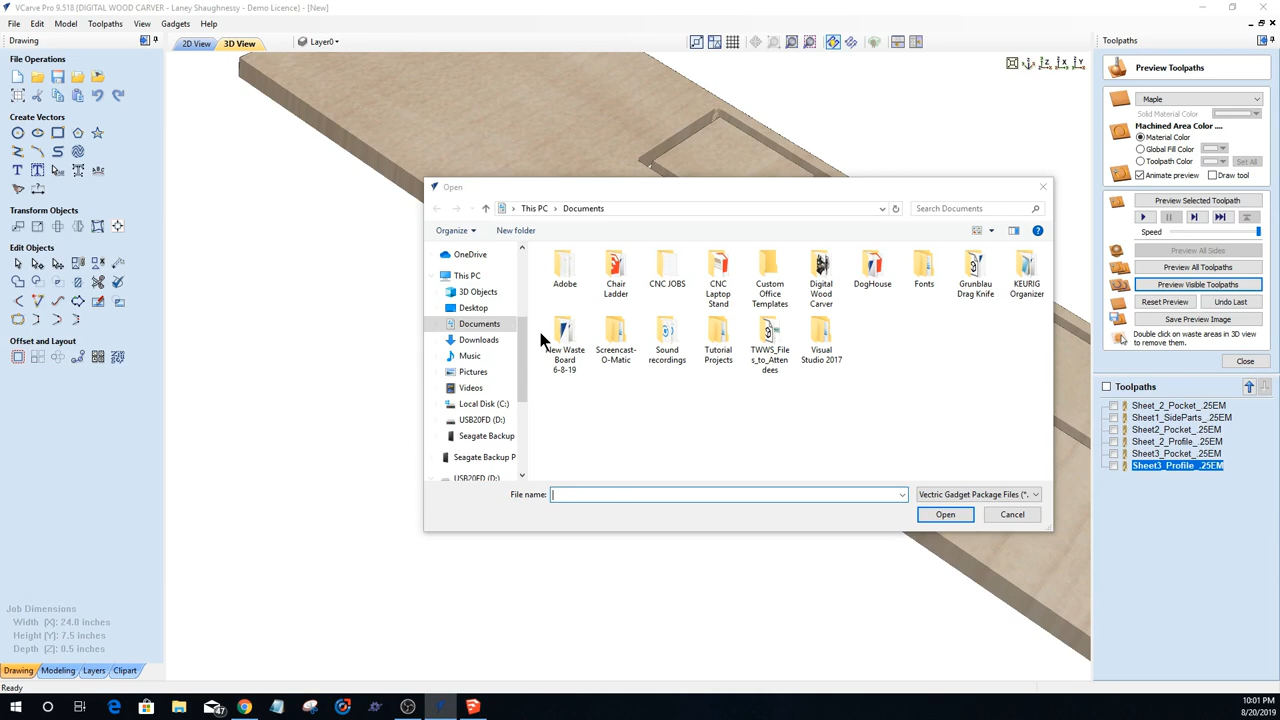 VCarve Pro 9.518 (DIGITAL WOOD CARVER) - Laney Shaughnessy - Demo Licence) - [New]
File Edit Model Toolpaths View Gadgets Help
Drawing
2D View 3D View Layer0
Toolpaths
File Operations
Create Vectors
Transform Objects
Edit Objects
Offset and Layout
Job Dimensions
Width (X): 24.0 inches
Height (Y): 7.5 inches
Depth (Z): 0.5 inches
Drawing Modeling Layers Clipart
Ready
Open
This PC > Documents
Search Documents
Organize New folder
OneDrive
This PC
3D Objects
Desktop
Documents
Downloads
Music
Pictures
Videos
Local Disk (C:)
USB20FD (D:)
Seagate Backup
Seagate Backup P
USB20FD (D:)
Adobe
Chair Ladder
CNC JOBS
CNC Laptop Stand
Custom Office Templates
Digital Wood Carver
DogHouse
Fonts
Grunblau Drag Knife
KEURIG Organizer
New Waste Board 6-8-19
Screencast-O-Matic
Sound recordings
Tutorial Projects
TWWS_Files_to_Attendees
Visual Studio 2017
File name:
Vectric Gadget Package Files (*.
Open Cancel
Preview Toolpaths
Maple
Solid Material Color
Machined Area Color ....
Material Color
Global Fill Color
Toolpath Color Set All
Animate preview Draw tool
Preview Selected Toolpath
Speed
Preview All Sides
Preview All Toolpaths
Preview Visible Toolpaths
Reset Preview Undo Last
Save Preview Image
Double click on waste areas in 3D view
to remove them.
Close
Toolpaths
Sheet_2_Pocket_.25EM
Sheet1_SideParts_.25EM
Sheet2_Pocket_.25EM
Sheet_2_Profile_.25EM
Sheet3_Pocket_.25EM
Sheet3_Profile_.25EM
47
10:01 PM
8/20/2019